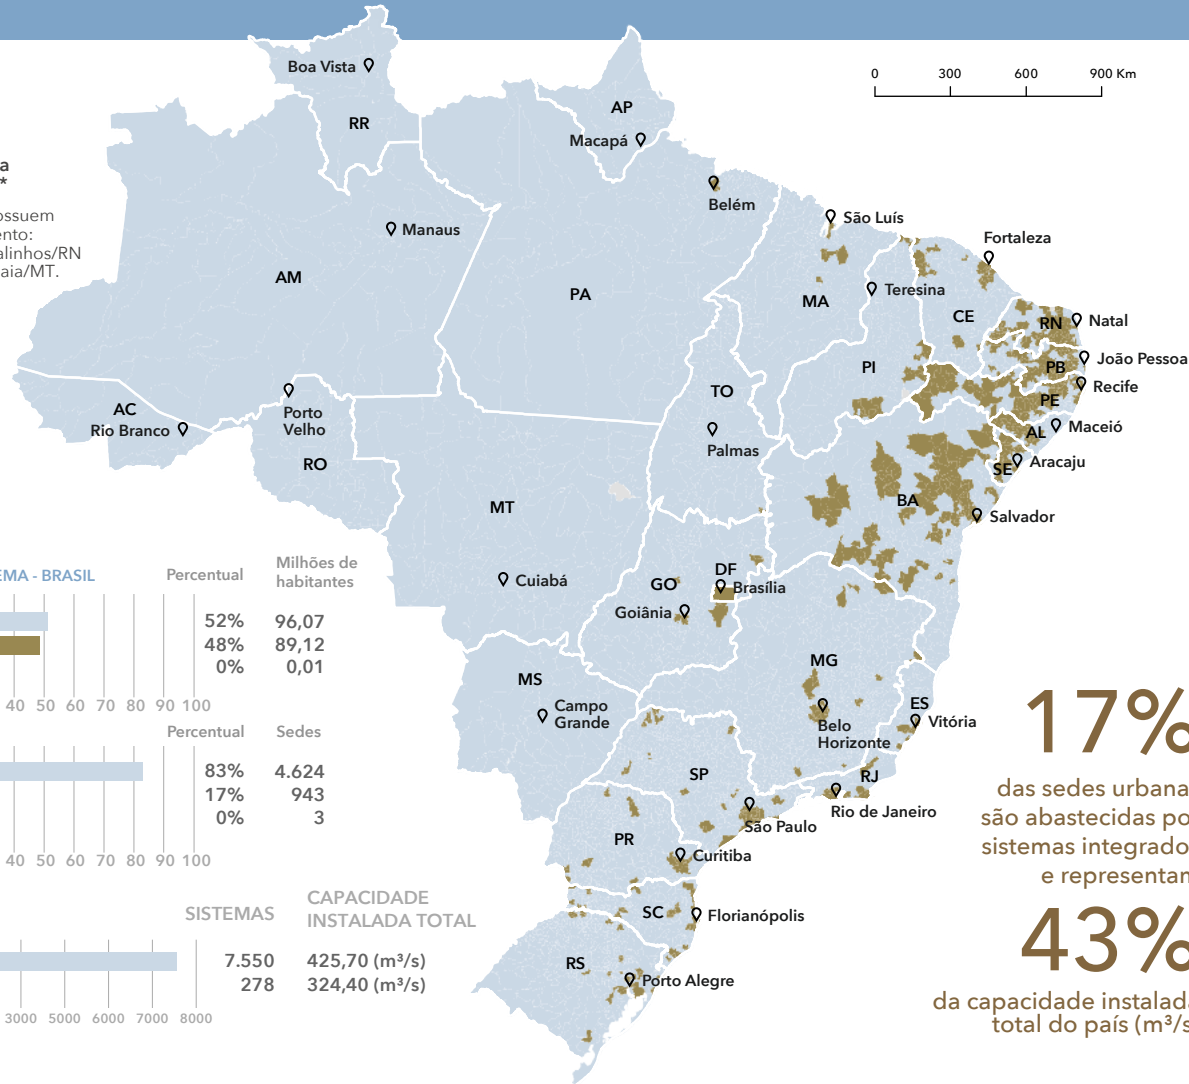 0 300 600 900 Km
Boa Vista
RR
AP
Macapá
Belém
São Luís
Fortaleza
Manaus
AM
PA
MA
Teresina
CE
RN
Natal
João Pessoa
PB
PI
Recife
PE
TO
AC
Rio Branco
Porto
Velho
RO
Palmas
AL
Maceió
SE
Aracaju
BA
Salvador
MT
Cuiabá
GO
DF
Brasília
Goiânia
MG
MS
Campo
Grande
Belo
Horizonte
ES
Vitória
SP
RJ
São Paulo
Rio de Janeiro
PR
Curitiba
SC
Florianópolis
RS
Porto Alegre
a
*
ossuem
ento:
alinhos/RN
aia/MT.
EMA - BRASIL
Percentual
Milhões de
habitantes
52% 96,07
48% 89,12
0% 0,01
40 50 60 70 80 90 100
Percentual Sedes
83% 4.624
17% 943
0% 3
40 50 60 70 80 90 100
SISTEMAS
CAPACIDADE
INSTALADA TOTAL
7.550 425,70 (m³/s)
278 324,40 (m³/s)
3000 4000 5000 6000 7000 8000
17%
das sedes urbana
são abastecidas po
sistemas integrado
e representam
43%
da capacidade instalada
total do país (m³/s